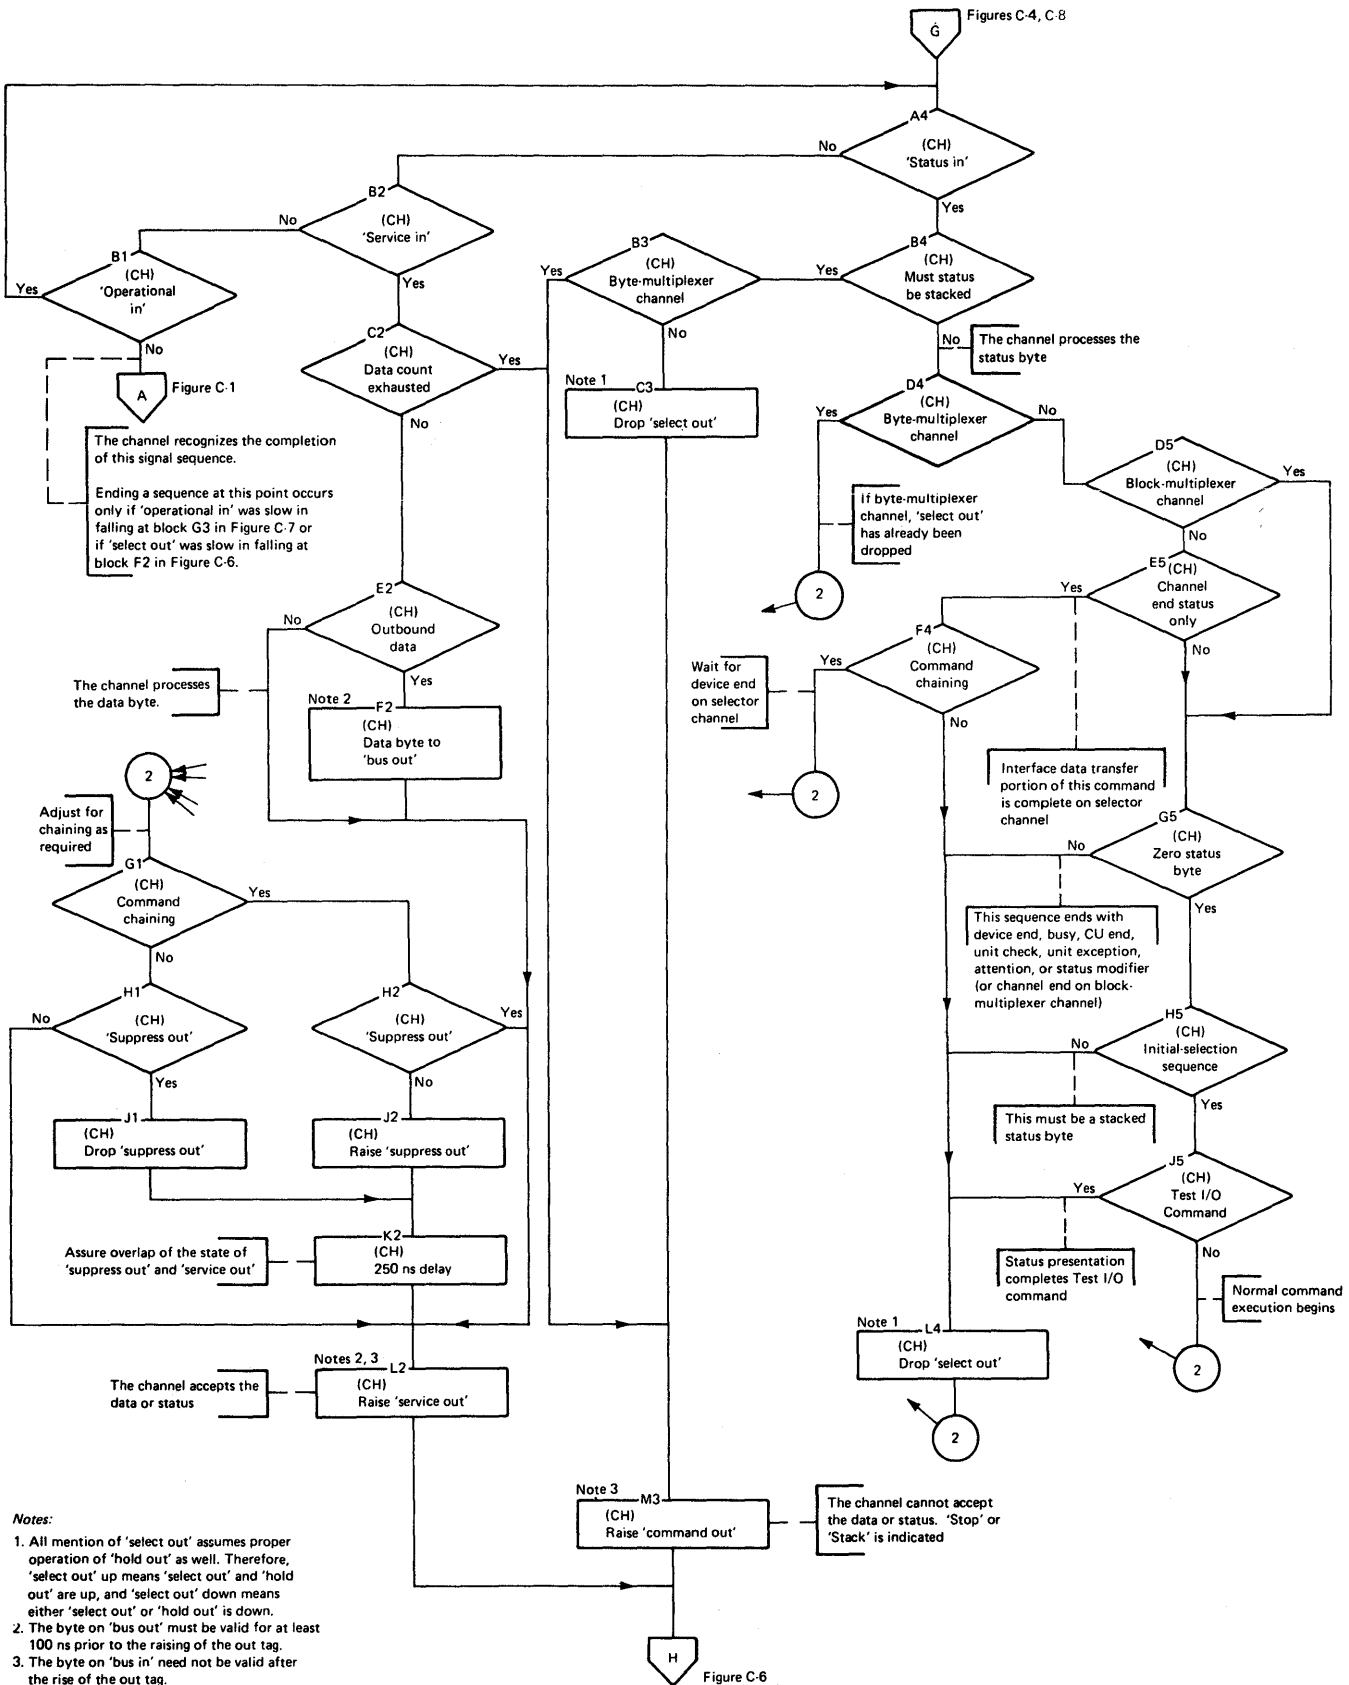 Figures C-4, C-8
G
A4
(CH)
'Status in'
No
Yes
B2
(CH)
'Service in'
No
Yes
B1
(CH)
'Operational
in'
Yes
No
A
Figure C-1
The channel recognizes the completion
of this signal sequence.
Ending a sequence at this point occurs
only if 'operational in' was slow in
falling at block G3 in Figure C-7 or
if 'select out' was slow in falling at
block F2 in Figure C-6.
C2
(CH)
Data count
exhausted
Yes
No
B3
(CH)
Byte-multiplexer
channel
Yes
No
B4
(CH)
Must status
be stacked
Yes
No
The channel processes the
status byte
Note 1
C3
(CH)
Drop 'select out'
D4
(CH)
Byte-multiplexer
channel
Yes
No
If byte-multiplexer
channel, 'select out'
has already been
dropped
2
D5
(CH)
Block-multiplexer
channel
Yes
No
E5
(CH)
Channel
end status
only
Yes
No
E2
(CH)
Outbound
data
No
Yes
The channel processes
the data byte.
Note 2
F2
(CH)
Data byte to
'bus out'
F4
(CH)
Command
chaining
Yes
No
Wait for
device end
on selector
channel
2
Interface data transfer
portion of this command
is complete on selector
channel
2
Adjust for
chaining as
required
G1
(CH)
Command
chaining
Yes
No
G5
(CH)
Zero status
byte
No
Yes
This sequence ends with
device end, busy, CU end,
unit check, unit exception,
attention, or status modifier
(or channel end on block-
multiplexer channel)
H1
(CH)
'Suppress out'
No
Yes
H2
(CH)
'Suppress out'
Yes
No
H5
(CH)
Initial-selection
sequence
No
Yes
This must be a stacked
status byte
J1
(CH)
Drop 'suppress out'
J2
(CH)
Raise 'suppress out'
J5
(CH)
Test I/O
Command
Yes
No
Status presentation
completes Test I/O
command
Normal command
execution begins
2
K2
(CH)
250 ns delay
Assure overlap of the state of
'suppress out' and 'service out'
Note 1
L4
(CH)
Drop 'select out'
2
Notes 2, 3
L2
(CH)
Raise 'service out'
The channel accepts the
data or status
Note 3
M3
(CH)
Raise 'command out'
The channel cannot accept
the data or status. 'Stop' or
'Stack' is indicated
H
Figure C-6
Notes:
1. All mention of 'select out' assumes proper
operation of 'hold out' as well. Therefore,
'select out' up means 'select out' and 'hold
out' are up, and 'select out' down means
either 'select out' or 'hold out' is down.
2. The byte on 'bus out' must be valid for at least
100 ns prior to the raising of the out tag.
3. The byte on 'bus in' need not be valid after
the rise of the out tag.